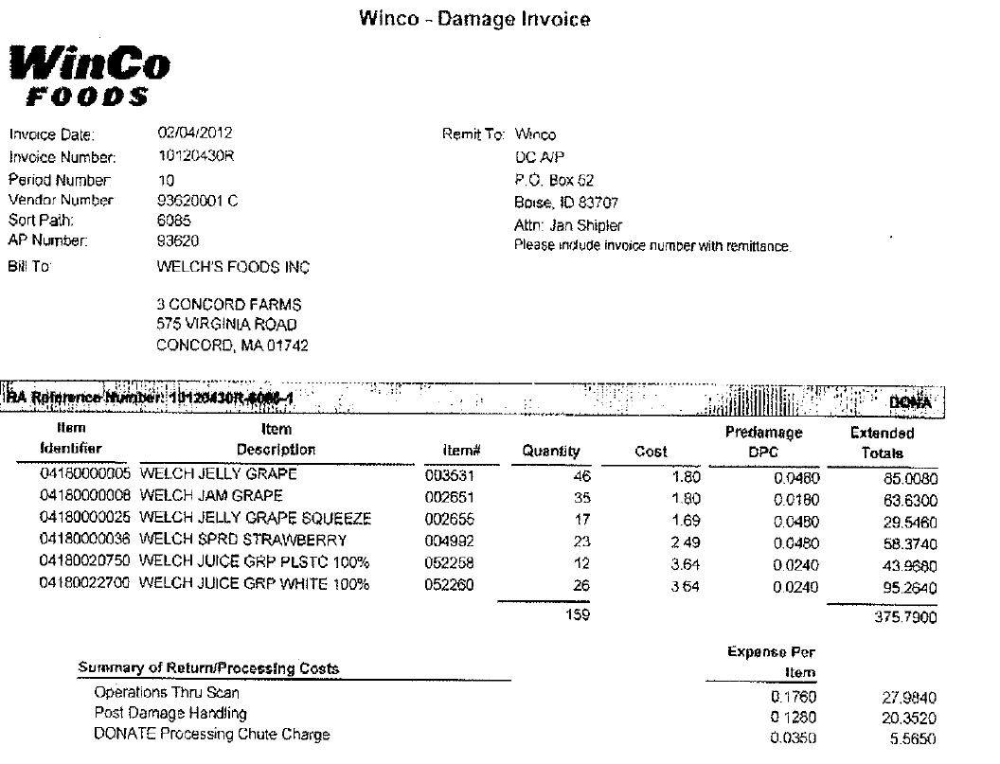 Winco - Damage Invoice
WinCo
FOODS
Invoice Date: 02/04/2012 Remit To: Winco
Invoice Number: 10120430R DC A/P
Period Number: 10 P.O. Box 52
Vendor Number 93620001 C Boise, ID 83707
Sort Path: 6085 Attn: Jan Shipler
AP Number: 93620 Please include invoice number with remittance.
Bill To: WELCH'S FOODS INC
3 CONCORD FARMS
575 VIRGINIA ROAD
CONCORD, MA 01742
RA Reference Number: 10120430R-6085-1 DONA
Item Item Predamage Extended
Identifier Description Item# Quantity Cost DPC Totals
04180000005 WELCH JELLY GRAPE 003531 46 1.80 0.0480 85.0080
04180000008 WELCH JAM GRAPE 002651 35 1.80 0.0180 63.6300
04180000025 WELCH JELLY GRAPE SQUEEZE 002655 17 1.69 0.0480 29.5460
04180000036 WELCH SPRD STRAWBERRY 004992 23 2.49 0.0480 58.3740
04180020750 WELCH JUICE GRP PLSTC 100% 052258 12 3.64 0.0240 43.9680
04180022700 WELCH JUICE GRP WHITE 100% 052260 26 3.64 0.0240 95.2640
159 375.7900
Expense Per
Summary of Return/Processing Costs Item
Operations Thru Scan 0.1760 27.9840
Post Damage Handling 0.1280 20.3520
DONATE Processing Chute Charge 0.0350 5.5650